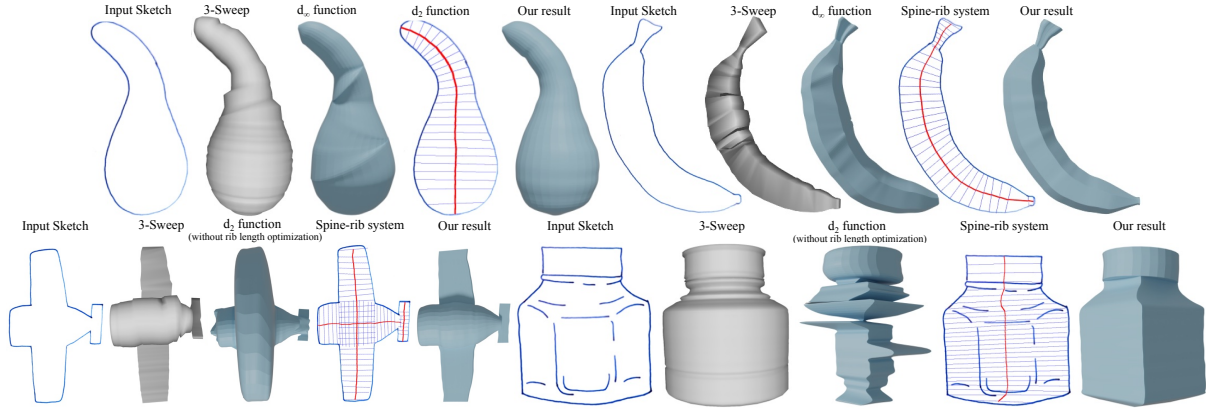 Input Sketch
3-Sweep
d∞ function
d₂ function
Our result
Input Sketch
3-Sweep
d∞ function
Spine-rib system
Our result
Input Sketch
3-Sweep
d₂ function
(without rib length optimization)
Spine-rib system
Our result
Input Sketch
3-Sweep
d₂ function
(without rib length optimization)
Spine-rib system
Our result